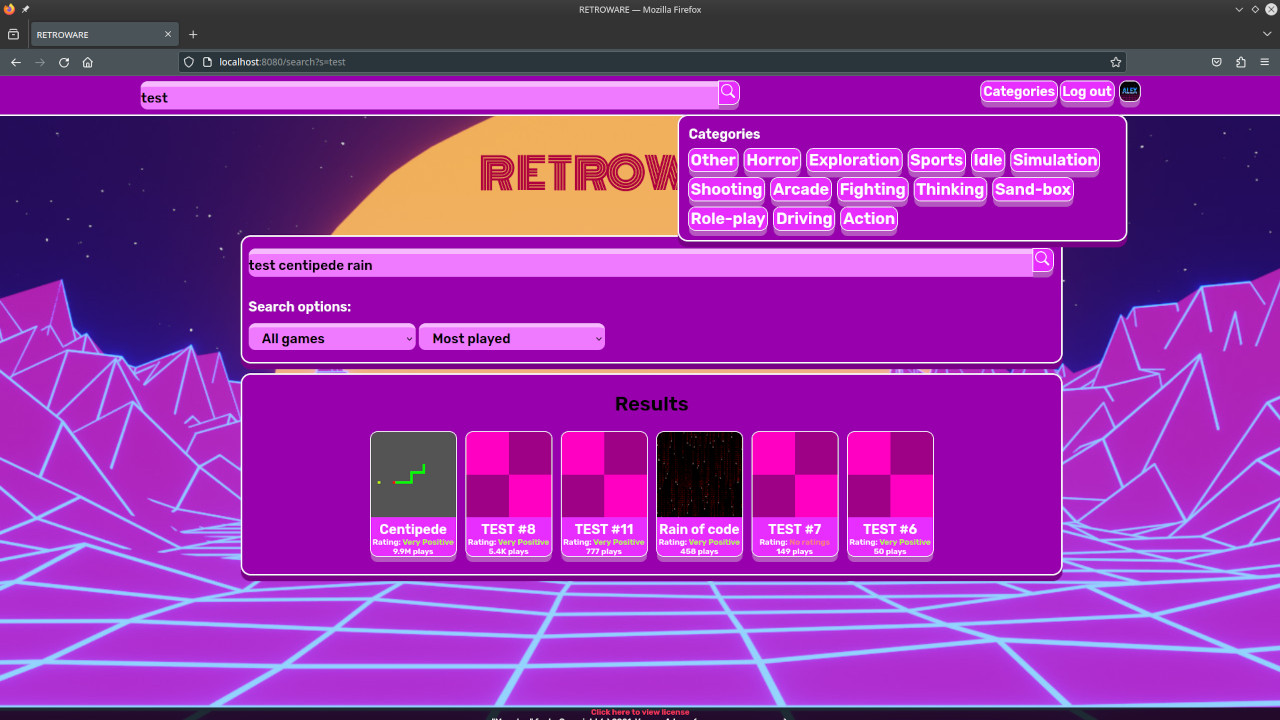 RETROWARE — Mozilla Firefox
RETROWARE
localhost:8080/search?s=test
test
Categories Log out ALEX
Categories
Other Horror Exploration Sports Idle Simulation
Shooting Arcade Fighting Thinking Sand-box
Role-play Driving Action
RETROW
test centipede rain
Search options:
All games Most played
Results
Centipede TEST #8 TEST #11 Rain of code TEST #7 TEST #6
Rating: Very Positive Rating: Very Positive Rating: Very Positive Rating: Very Positive Rating: No ratings Rating: Very Positive
9.9M plays 5.4K plays 777 plays 458 plays 149 plays 50 plays
Click here to view license